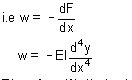 i.e w = - dF/dx
w = - EI d⁴y/dx⁴